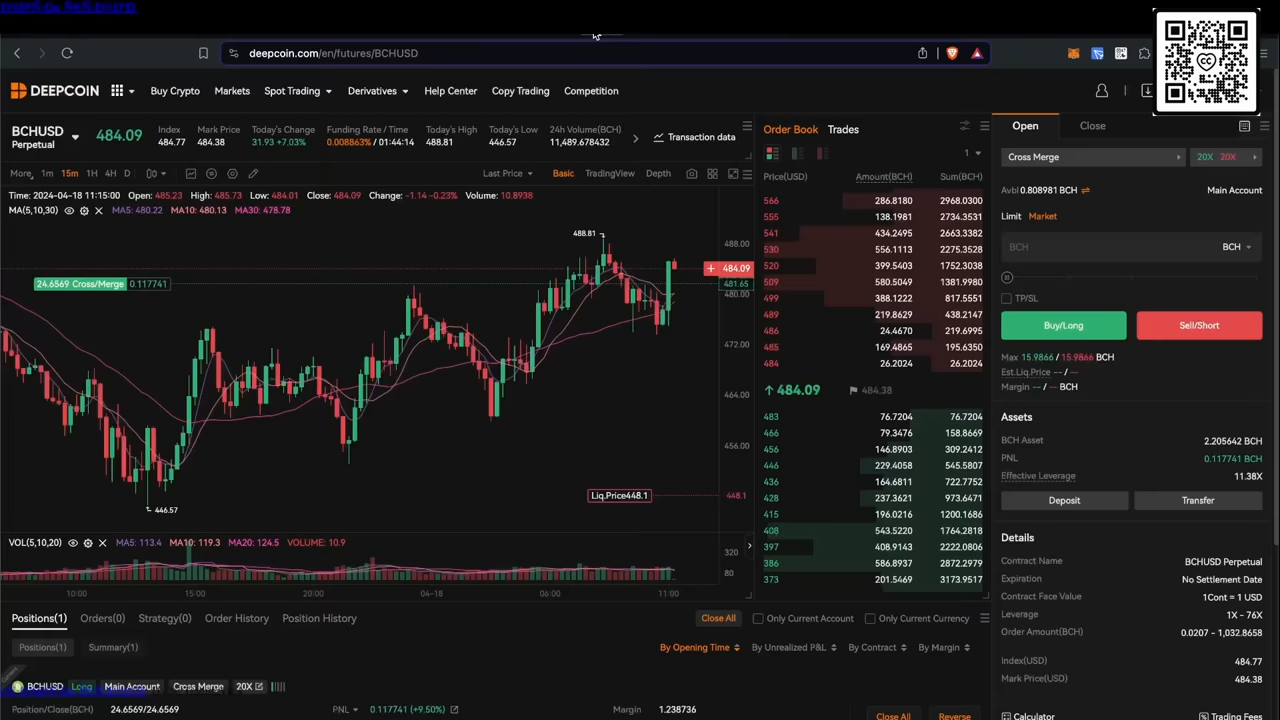 deepcoin.com/en/futures/BCHUSD
DEEPCOIN
Buy Crypto
Markets
Spot Trading
Derivatives
Help Center
Copy Trading
Competition
BCHUSD
Perpetual
484.09
Index
484.77
Mark Price
484.38
Today's Change
31.93 +7.03%
Funding Rate / Time
0.008863% / 01:44:14
Today's High
488.81
Today's Low
446.57
24h Volume(BCH)
11,489.678432
Transaction data
More
1m
15m
1H
4H
D
Last Price
Basic
TradingView
Depth
Time: 2024-04-18 11:15:00 Open: 485.23 High: 485.73 Low: 484.01 Close: 484.09 Change: -1.14 -0.23% Volume: 10.8938
MA(5,10,30) MA5: 480.22 MA10: 480.13 MA30: 478.78
488.81
488.00
484.09
24.6569 Cross/Merge 0.117741
481.65
480.00
472.00
464.00
456.00
Liq.Price448.1
448.1
446.57
VOL(5,10,20) MA5: 113.4 MA10: 119.3 MA20: 124.5 VOLUME: 10.9
320
80
10:00 15:00 20:00 04-18 06:00 11:00
Order Book
Trades
1
Price(USD) Amount(BCH) Sum(BCH)
566 286.8180 2968.0300
555 138.1981 2734.3531
541 434.2495 2663.3382
530 556.1113 2275.3528
520 399.5403 1752.3038
509 580.5049 1381.9980
499 388.1222 817.5551
489 219.8629 438.2147
486 24.4670 219.6995
485 169.4865 195.6350
484 26.2024 26.2024
484.09 484.38
483 76.7204 76.7204
466 79.3476 158.8669
456 146.8903 309.2412
446 229.4058 545.5807
436 164.6811 722.7752
428 237.3621 973.6471
415 196.0216 1200.1686
408 543.5220 1764.2818
397 408.9143 2222.0806
386 586.8937 2872.2979
373 201.5469 3173.9517
Open
Close
Cross Merge
20X 20X
Avbl 0.808981 BCH
Main Account
Limit Market
BCH BCH
TP/SL
Buy/Long
Sell/Short
Max 15.9866 / 15.9866 BCH
Est.Liq.Price -- / --
Margin -- / -- BCH
Assets
BCH Asset 2.205642 BCH
PNL 0.117741 BCH
Effective Leverage 11.38X
Deposit
Transfer
Details
Contract Name BCHUSD Perpetual
Expiration No Settlement Date
Contract Face Value 1Cont = 1 USD
Leverage 1X - 76X
Order Amount(BCH) 0.0207 - 1,032.8658
Index(USD) 484.77
Mark Price(USD) 484.38
Calculator
Trading Fees
Positions(1)
Orders(0)
Strategy(0)
Order History
Position History
Close All
Only Current Account
Only Current Currency
Positions(1)
Summary(1)
By Opening Time
By Unrealized P&L
By Contract
By Margin
BCHUSD Long Main Account Cross Merge 20X
Position/Close(BCH) 24.6569/24.6569
PNL 0.117741 (+9.50%)
Margin 1.238736
Close All
Reverse